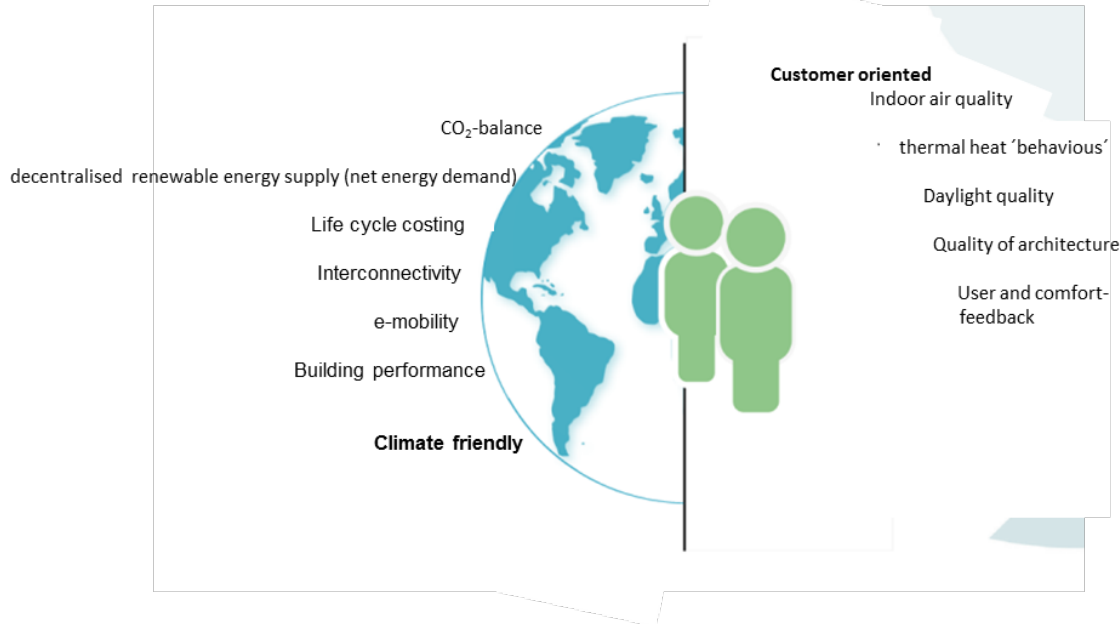 CO₂-balance
decentralised renewable energy supply (net energy demand)
Life cycle costing
Interconnectivity
e-mobility
Building performance
Climate friendly
Customer oriented
Indoor air quality
thermal heat ´behavious´
Daylight quality
Quality of architecture
User and comfort-
feedback